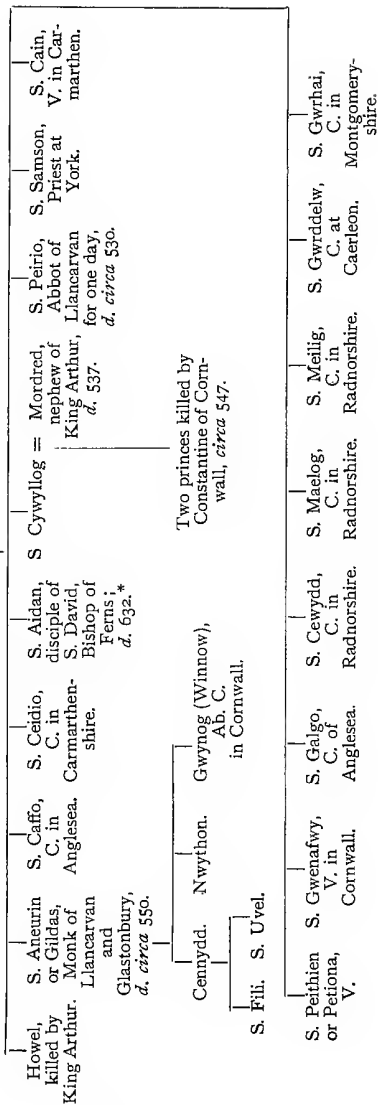 Howel,
killed by
King Arthur.
S. Aneurin
or Gildas,
Monk of
Llancarvan
and
Glastonbury,
d. circa 550.
S. Caffo,
C. in
Anglesea.
S. Ceidio,
C. in
Carmarthen-
shire.
S. Aidan,
disciple of
S. David,
Bishop of
Ferns;
d. 632.*
S Cywyllog = Mordred,
nephew of
King Arthur,
d. 537.
S. Peirio,
Abbot of
Llancarvan
for one day,
d. circa 530.
S. Samson,
Priest at
York.
S. Cain,
V. in Car-
marthen.
Two princes killed by
Constantine of Corn-
wall, circa 547.
Cennydd.
Nwython.
Gwynog (Winnow),
Ab. C.
in Cornwall.
S. Fili.
S. Uvel.
S. Peithien
or Petiona,
V.
S. Gwenafwy,
V. in
Cornwall.
S. Galgo,
C. of
Anglesea.
S. Cewydd,
C. in
Radnorshire.
S. Maelog,
C. in
Radnorshire.
S. Meilig,
C. in
Radnorshire.
S. Gwrddelw,
C. at
Caerleon.
S. Gwrhai,
C. in
Montgomery-
shire.